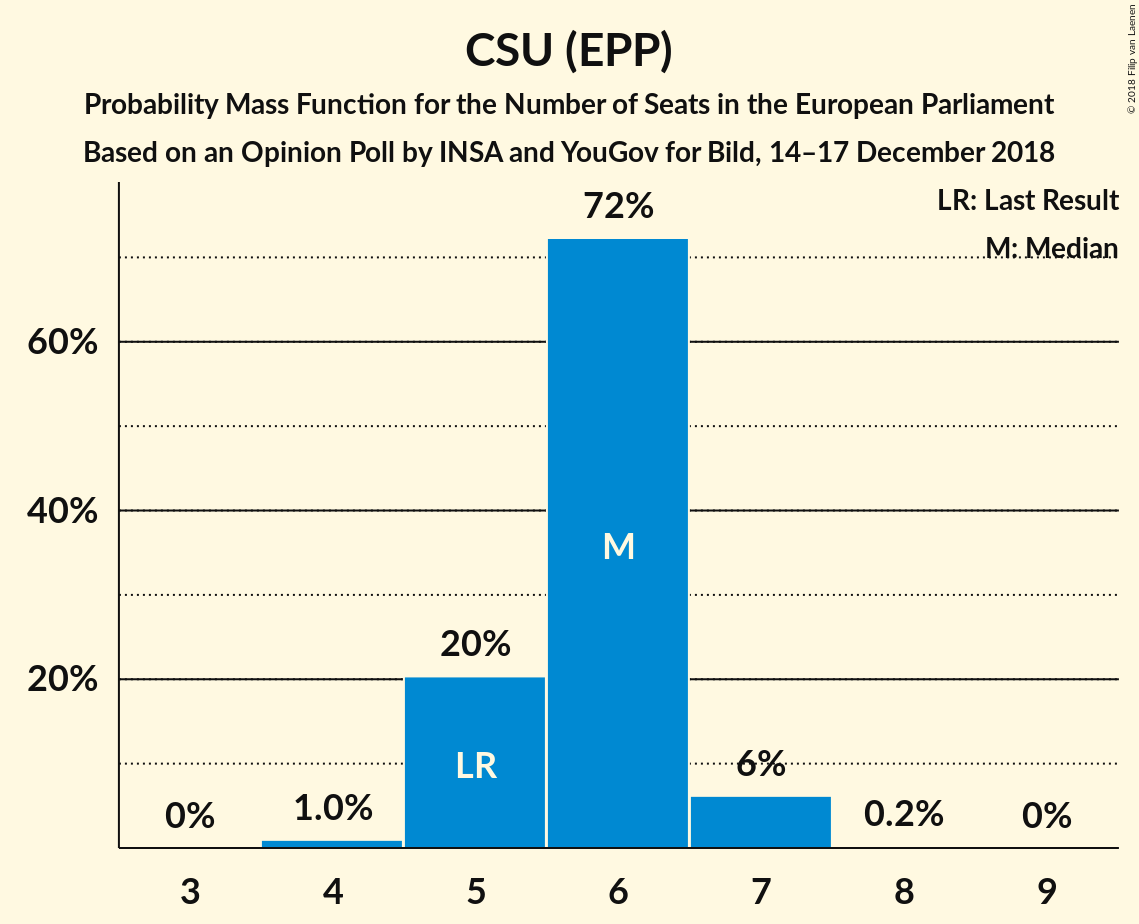 CSU (EPP)
Probability Mass Function for the Number of Seats in the European Parliament
Based on an Opinion Poll by INSA and YouGov for Bild, 14–17 December 2018
© 2018 Filip van Laenen
LR: Last Result
M: Median
72%
60%
40%
M
20%
20%
LR
6%
0%
1.0%
0.2%
0%
3 4 5 6 7 8 9